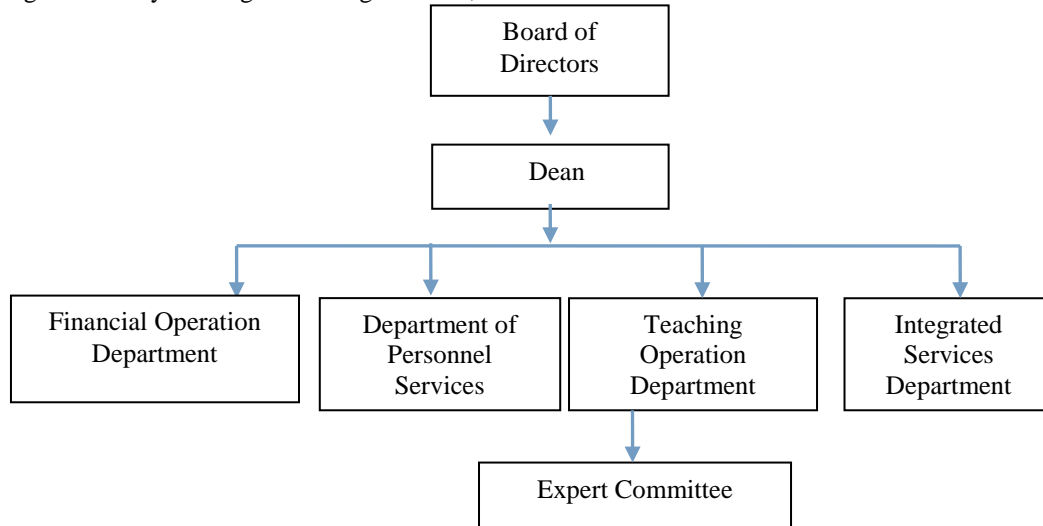 Board of
Directors
Dean
Financial Operation
Department
Department of
Personnel
Services
Teaching
Operation
Department
Integrated
Services
Department
Expert Committee